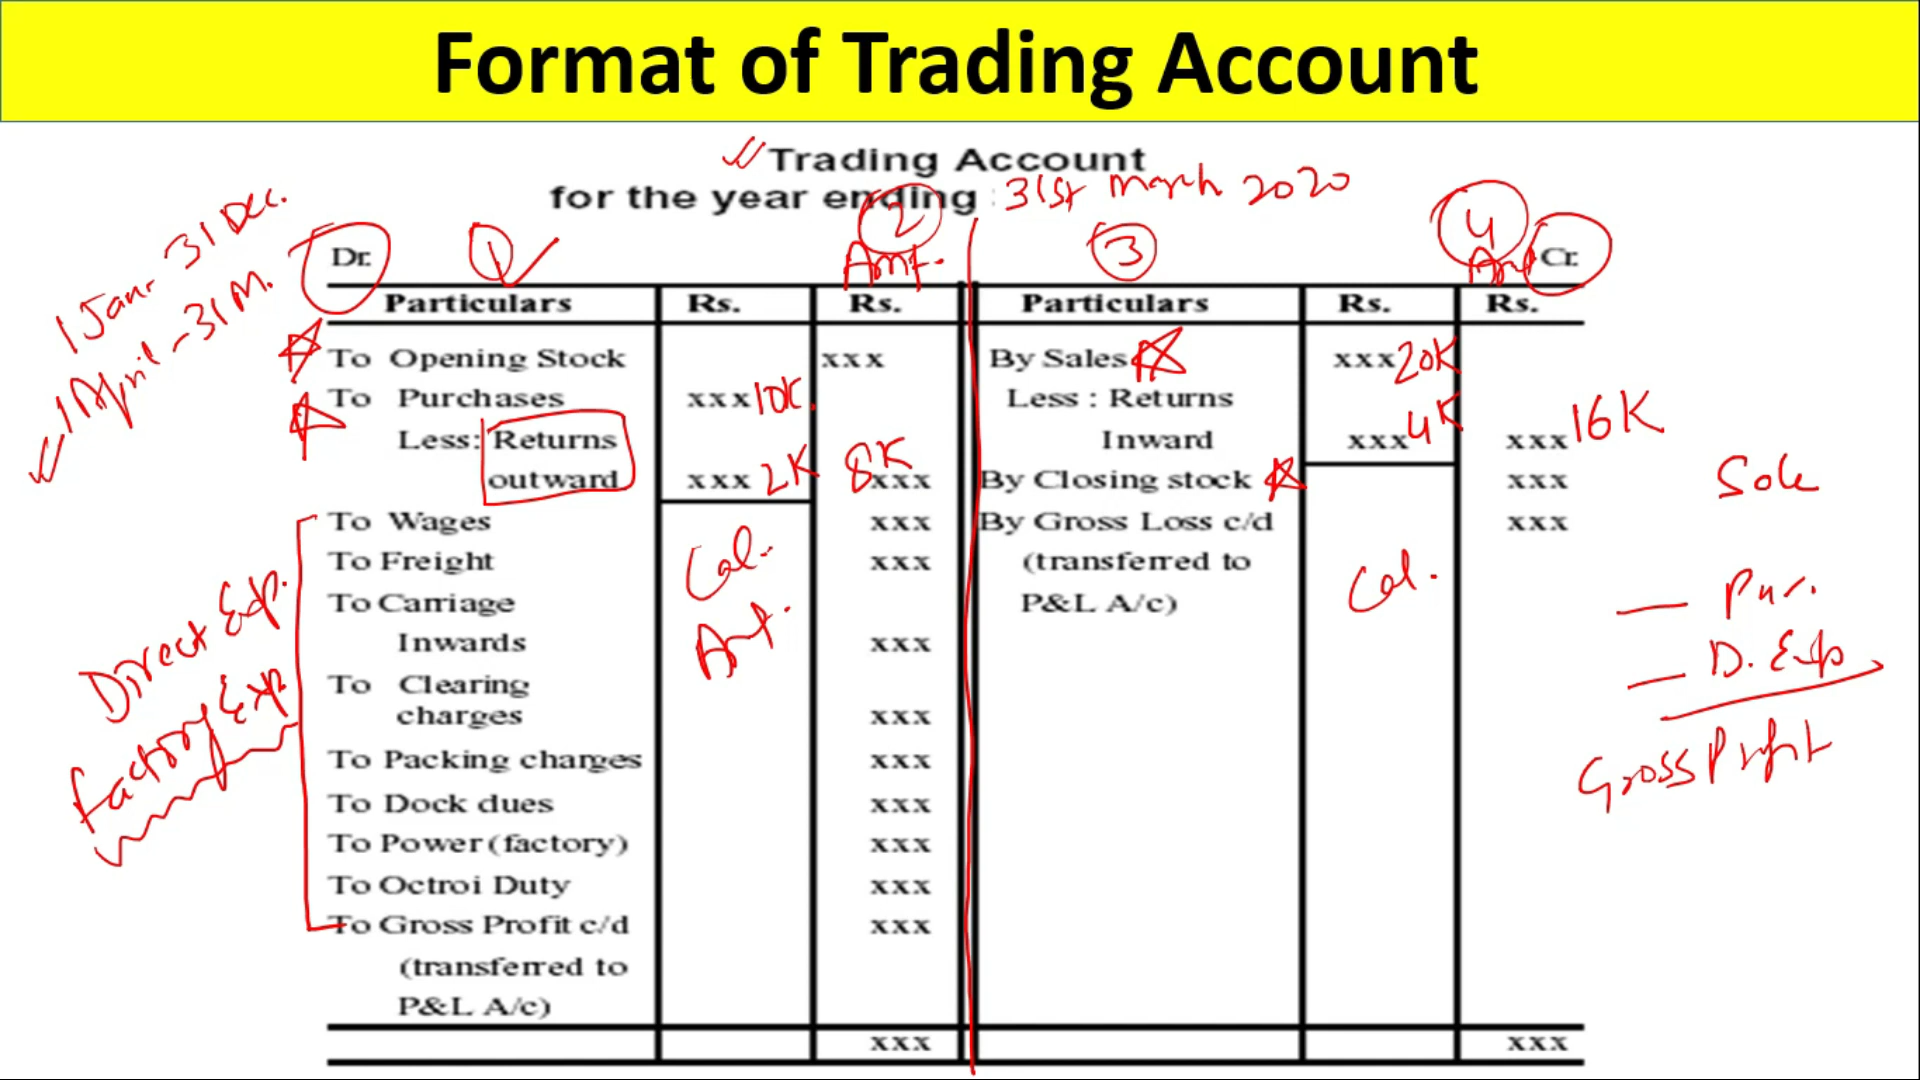 Format of Trading Account
Trading Account
for the year ending : 31st March 2020
1 Jan. - 31 Dec.
1 April - 31 M.
Dr. 1 2 Amt. 3 4 Amt Cr.
Particulars Rs. Rs. Particulars Rs. Rs.
To Opening Stock xxx By Sales xxx 20K
To Purchases xxx 10K. Less : Returns
Less: Returns Inward xxx 4K xxx 16K
outward xxx 2K 8K xxx By Closing stock xxx
To Wages xxx By Gross Loss c/d xxx
To Freight xxx (transferred to
To Carriage P&L A/c)
Inwards xxx
To Clearing
charges xxx
To Packing charges xxx
To Dock dues xxx
To Power (factory) xxx
To Octroi Duty xxx
To Gross Profit c/d xxx
(transferred to
P&L A/c)
xxx xxx
Cal.
Amt.
Cal.
Direct Exp.
Factory Exp.
Sale
— Pur.
— D. Exp
Gross Profit